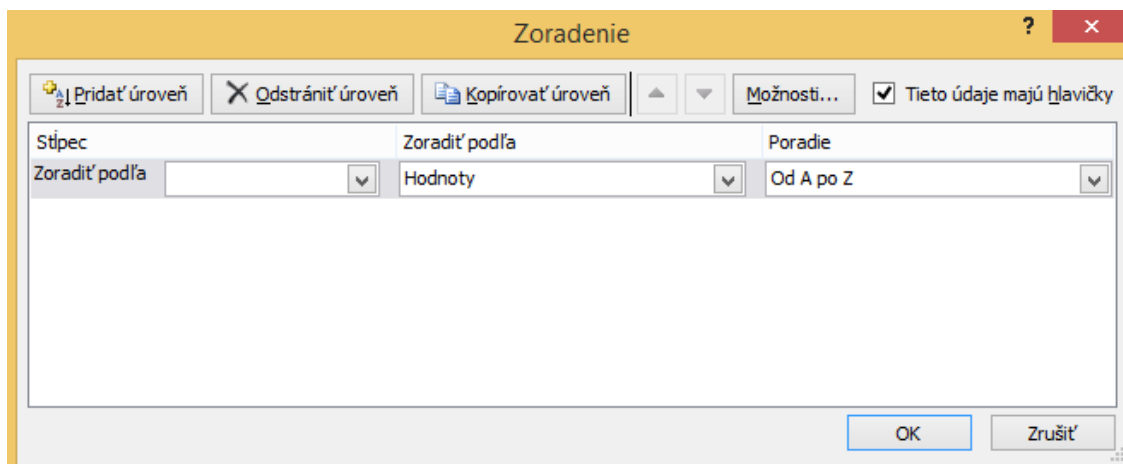 Zoradenie
?
Pridať úroveň Odstrániť úroveň Kopírovať úroveň Možnosti... Tieto údaje majú hlavičky
Stĺpec Zoradiť podľa Poradie
Zoradiť podľa Hodnoty Od A po Z
OK Zrušiť